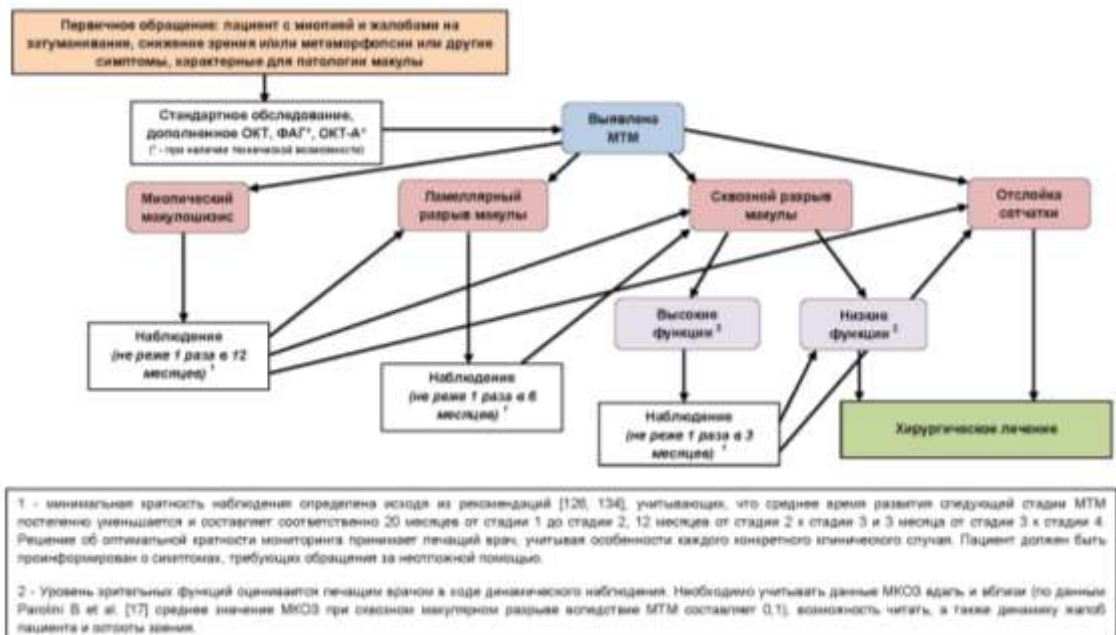 Первичное обращение: пациент с миопией и жалобами на
затуманивание, снижение зрения и/или метаморфопсии или другие
симптомы, характерные для патологии макулы
Стандартное обследование,
дополненное ОКТ, ФАГ*, ОКТ-А*
(* - при наличие технической возможности)
Выявлена
МТМ
Миопический
макулошизис
Ламеллярный
разрыв макулы
Сквозной разрыв
макулы
Отслойка
сетчатки
Высокие
функции 2
Низкие
функции 2
Наблюдение
(не реже 1 раза в 12
месяцев) 1
Наблюдение
(не реже 1 раза в 6
месяцев) 1
Наблюдение
(не реже 1 раза в 3
месяцев) 1
Хирургическое лечение
1 - минимальная кратность наблюдения определена исходя из рекомендаций [126, 134], учитывающих, что среднее время развития следующей стадии МТМ
постепенно уменьшается и составляет соответственно 20 месяцев от стадии 1 до стадии 2, 12 месяцев от стадии 2 к стадии 3 и 3 месяца от стадии 3 к стадии 4.
Решение об оптимальной кратности мониторинга принимает лечащий врач, учитывая особенности каждого конкретного клинического случая. Пациент должен быть
проинформирован о симптомах, требующих обращения за неотложной помощью.
2 - Уровень зрительных функций оценивается лечащим врачом в ходе динамического наблюдения. Необходимо учитывать данные МКОЗ вдаль и вблизи (по данным
Parolini B et al. [17] среднее значение МКОЗ при сквозном макулярном разрыве вследствие МТМ составляет 0,1), возможность читать, а также динамику жалоб
пациента и остроты зрения.